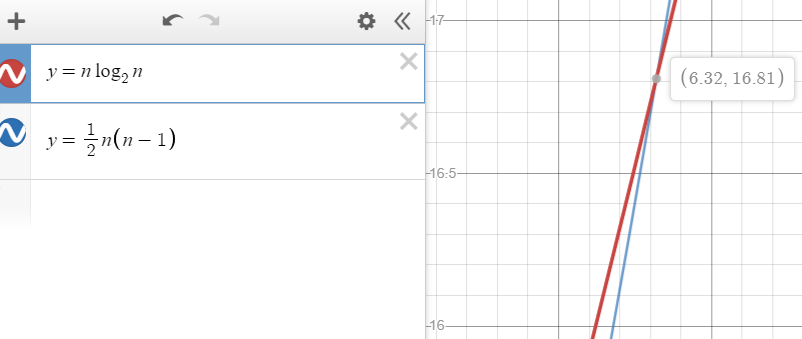 y = n log₂ n
y = 1/2 n(n − 1)
17
(6.32, 16.81)
16.5
16